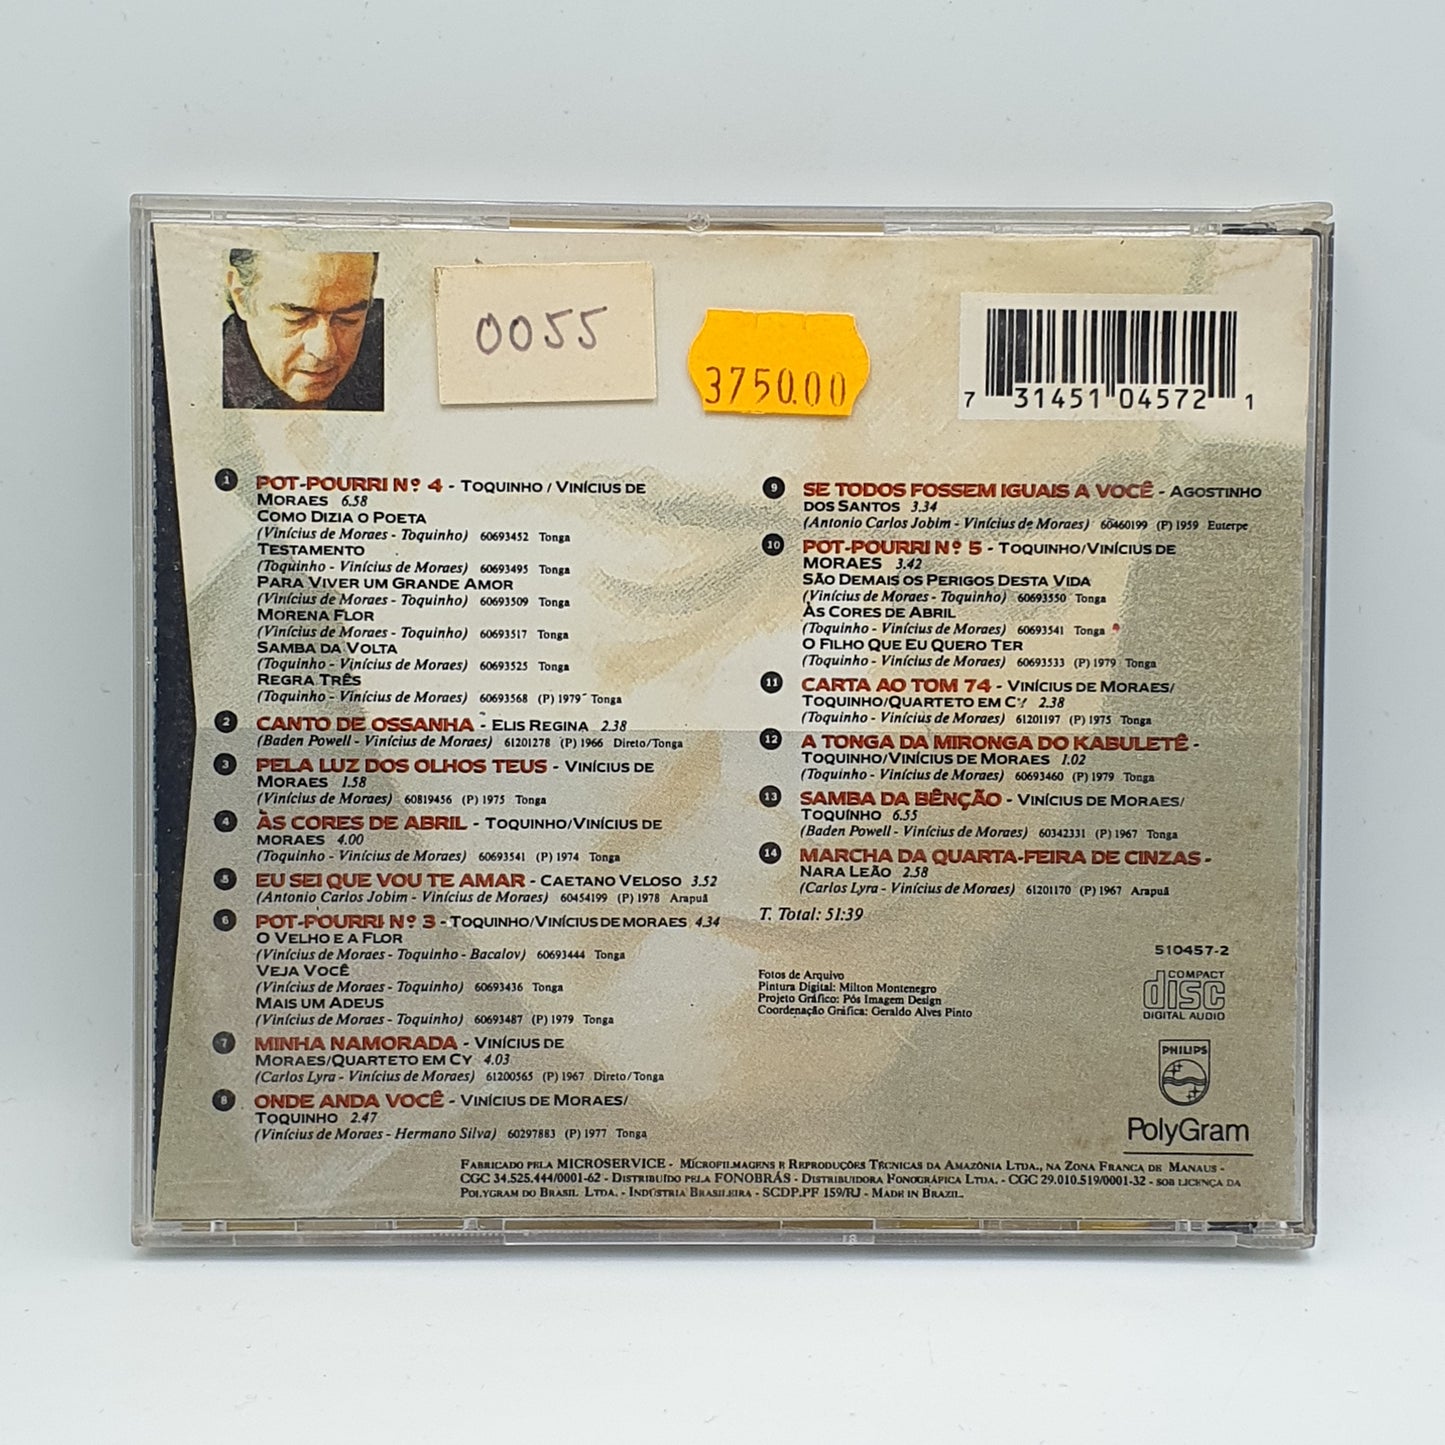 0055
3750.00
7 31451 04572 1
1 POT-POURRI Nº 4 - TOQUINHO / VINÍCIUS DE
MORAES 6.58
COMO DIZIA O POETA
(Vinícius de Moraes - Toquinho) 60693452 Tonga
TESTAMENTO
(Toquinho - Vinícius de Moraes) 60693495 Tonga
PARA VIVER UM GRANDE AMOR
(Vinícius de Moraes - Toquinho) 60693509 Tonga
MORENA FLOR
(Vinícius de Moraes - Toquinho) 60693517 Tonga
SAMBA DA VOLTA
(Toquinho - Vinícius de Moraes) 60693525 Tonga
REGRA TRÊS
(Toquinho - Vinícius de Moraes) 60693568 (P) 1979 Tonga
2 CANTO DE OSSANHA - ELIS REGINA 2.38
(Baden Powell - Vinícius de Moraes) 61201278 (P) 1966 Direto/Tonga
3 PELA LUZ DOS OLHOS TEUS - VINÍCIUS DE
MORAES 1.58
(Vinícius de Moraes) 60819456 (P) 1975 Tonga
4 ÀS CORES DE ABRIL - TOQUINHO/VINÍCIUS DE
MORAES 4.00
(Toquinho - Vinícius de Moraes) 60693541 (P) 1974 Tonga
5 EU SEI QUE VOU TE AMAR - CAETANO VELOSO 3.52
(Antonio Carlos Jobim - Vinícius de Moraes) 60454199 (P) 1978 Arapuã
6 POT-POURRI Nº 3 - TOQUINHO/VINÍCIUS DE MORAES 4.34
O VELHO E A FLOR
(Vinícius de Moraes - Toquinho - Bacalov) 60693444 Tonga
VEJA VOCÊ
(Vinícius de Moraes - Toquinho) 60693436 Tonga
MAIS UM ADEUS
(Vinícius de Moraes - Toquinho) 60693487 (P) 1979 Tonga
7 MINHA NAMORADA - VINÍCIUS DE
MORAES/QUARTETO EM CY 4.03
(Carlos Lyra - Vinícius de Moraes) 61200565 (P) 1967 Direto/Tonga
8 ONDE ANDA VOCÊ - VINÍCIUS DE MORAES/
TOQUINHO 2.47
(Vinícius de Moraes - Hermano Silva) 60297883 (P) 1977 Tonga
9 SE TODOS FOSSEM IGUAIS A VOCÊ - AGOSTINHO
DOS SANTOS 3.34
(Antonio Carlos Jobim - Vinícius de Moraes) 60460199 (P) 1959 Euterpe
10 POT-POURRI Nº 5 - TOQUINHO/VINÍCIUS DE
MORAES 3.42
SÃO DEMAIS OS PERIGOS DESTA VIDA
(Vinícius de Moraes - Toquinho) 60693550 Tonga
ÀS CORES DE ABRIL
(Toquinho - Vinícius de Moraes) 60693541 Tonga
O FILHO QUE EU QUERO TER
(Toquinho - Vinícius de Moraes) 60693533 (P) 1979 Tonga
11 CARTA AO TOM 74 - VINÍCIUS DE MORAES/
TOQUINHO/QUARTETO EM CY 2.38
(Toquinho - Vinícius de Moraes) 61201197 (P) 1975 Tonga
12 A TONGA DA MIRONGA DO KABULETÊ -
TOQUINHO/VINÍCIUS DE MORAES 1.02
(Toquinho - Vinícius de Moraes) 60693460 (P) 1979 Tonga
13 SAMBA DA BÊNÇÃO - VINÍCIUS DE MORAES/
TOQUINHO 6.55
(Baden Powell - Vinícius de Moraes) 60342331 (P) 1967 Tonga
14 MARCHA DA QUARTA-FEIRA DE CINZAS -
NARA LEÃO 2.58
(Carlos Lyra - Vinícius de Moraes) 61201170 (P) 1967 Arapuã
T. Total: 51:39
Fotos de Arquivo
Pintura Digital: Milton Montenegro
Projeto Gráfico: Pós Imagem Design
Coordenação Gráfica: Geraldo Alves Pinto
510457-2
COMPACT
disc
DIGITAL AUDIO
PHILIPS
PolyGram
FABRICADO PELA MICROSERVICE - MICROFILMAGENS E REPRODUÇÕES TÉCNICAS DA AMAZÔNIA LTDA., NA ZONA FRANCA DE MANAUS -
CGC 34.525.444/0001-62 - DISTRIBUÍDO PELA FONOBRÁS - DISTRIBUIDORA FONOGRÁFICA LTDA. - CGC 29.010.519/0001-32 - SOB LICENÇA DA
POLYGRAM DO BRASIL LTDA. - INDÚSTRIA BRASILEIRA - SCDP.PF 159/RJ - MADE IN BRAZIL.